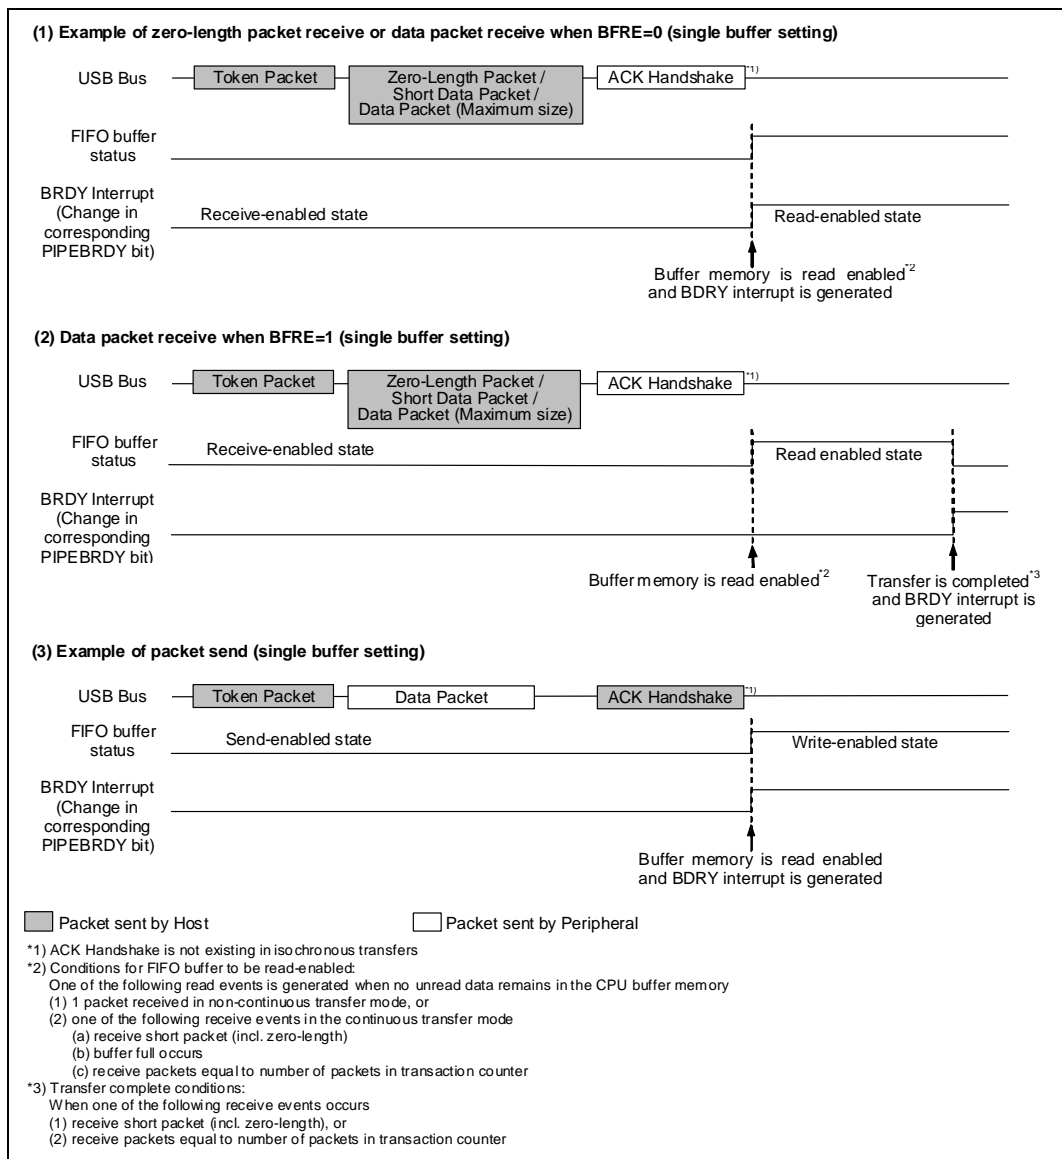 (1) Example of zero-length packet receive or data packet receive when BFRE=0 (single buffer setting)
USB Bus
Token Packet
Zero-Length Packet /
Short Data Packet /
Data Packet (Maximum size)
ACK Handshake
*1)
FIFO buffer
status
BRDY Interrupt
(Change in
corresponding
PIPEBRDY bit)
Receive-enabled state
Read-enabled state
Buffer memory is read enabled*2
and BDRY interrupt is generated
(2) Data packet receive when BFRE=1 (single buffer setting)
USB Bus
Token Packet
Zero-Length Packet /
Short Data Packet /
Data Packet (Maximum size)
ACK Handshake
*1)
FIFO buffer
status
Receive-enabled state
Read enabled state
BRDY Interrupt
(Change in
corresponding
PIPEBRDY bit)
Buffer memory is read enabled*2
Transfer is completed*3
and BRDY interrupt is
generated
(3) Example of packet send (single buffer setting)
USB Bus
Token Packet
Data Packet
ACK Handshake
*1)
FIFO buffer
status
Send-enabled state
Write-enabled state
BRDY Interrupt
(Change in
corresponding
PIPEBRDY bit)
Buffer memory is read enabled
and BDRY interrupt is generated
Packet sent by Host
Packet sent by Peripheral
*1) ACK Handshake is not existing in isochronous transfers
*2) Conditions for FIFO buffer to be read-enabled:
One of the following read events is generated when no unread data remains in the CPU buffer memory
(1) 1 packet received in non-continuous transfer mode, or
(2) one of the following receive events in the continuous transfer mode
(a) receive short packet (incl. zero-length)
(b) buffer full occurs
(c) receive packets equal to number of packets in transaction counter
*3) Transfer complete conditions:
When one of the following receive events occurs
(1) receive short packet (incl. zero-length), or
(2) receive packets equal to number of packets in transaction counter